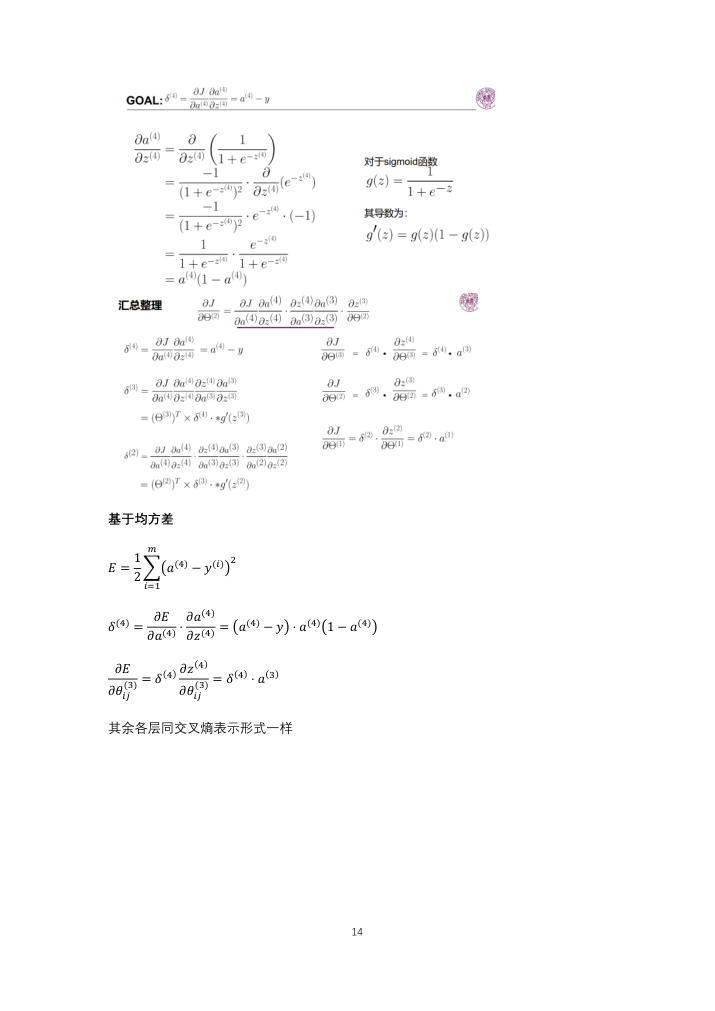 GOAL: δ^(4) = ∂J/∂a^(4) ∂a^(4)/∂z^(4) = a^(4) − y
∂a^(4)/∂z^(4) = ∂/∂z^(4) (1/(1 + e^{−z^(4)}))
= −1/(1 + e^{−z^(4)})² · ∂/∂z^(4) (e^{−z^(4)})
= −1/(1 + e^{−z^(4)})² · e^{−z^(4)} · (−1)
= 1/(1 + e^{−z^(4)}) · e^{−z^(4)}/(1 + e^{−z^(4)})
= a^(4)(1 − a^(4))
对于sigmoid函数
g(z) = 1/(1 + e^{−z})
其导数为：
g′(z) = g(z)(1 − g(z))
汇总整理
∂J/∂Θ^(2) = ∂J/∂a^(4) ∂a^(4)/∂z^(4) · ∂z^(4)/∂a^(3) ∂a^(3)/∂z^(3) · ∂z^(3)/∂Θ^(2)
δ^(4) = ∂J/∂a^(4) ∂a^(4)/∂z^(4) = a^(4) − y
δ^(3) = ∂J/∂a^(4) ∂a^(4)/∂z^(4) ∂z^(4)/∂a^(3) ∂a^(3)/∂z^(3)
= (Θ^(3))^T × δ^(4) · *g′(z^(3))
δ^(2) = ∂J/∂a^(4) ∂a^(4)/∂z^(4) · ∂z^(4)/∂a^(3) ∂a^(3)/∂z^(3) · ∂z^(3)/∂a^(2) ∂a^(2)/∂z^(2)
= (Θ^(2))^T × δ^(3) · *g′(z^(2))
∂J/∂Θ^(3) = δ^(4) • ∂z^(4)/∂Θ^(3) = δ^(4) • a^(3)
∂J/∂Θ^(2) = δ^(3) • ∂z^(3)/∂Θ^(2) = δ^(3) • a^(2)
∂J/∂Θ^(1) = δ^(2) · ∂z^(2)/∂Θ^(1) = δ^(2) · a^(1)
基于均方差
E = 1/2 ∑_{i=1}^{m} (a^(4) − y^(i))²
δ^(4) = ∂E/∂a^(4) · ∂a^(4)/∂z^(4) = (a^(4) − y) · a^(4)(1 − a^(4))
∂E/∂θ_{ij}^(3) = δ^(4) ∂z^(4)/∂θ_{ij}^(3) = δ^(4) · a^(3)
其余各层同交叉熵表示形式一样
14